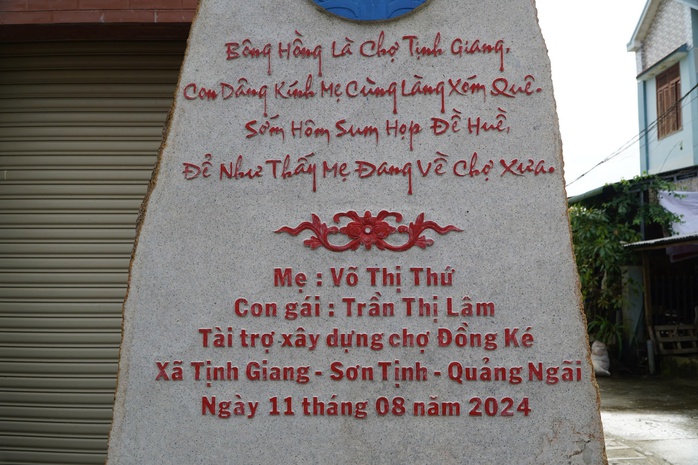 Bông Hồng Là Chợ Tịnh Giang,
Con Dâng Kính Mẹ Cùng Làng Xóm Quê.
Sớm Hôm Sum Họp Đề Huề,
Để Như Thấy Mẹ Đang Về Chợ Xưa.
Mẹ : Võ Thị Thứ
Con gái : Trần Thị Lâm
Tài trợ xây dựng chợ Đồng Ké
Xã Tịnh Giang - Sơn Tịnh - Quảng Ngãi
Ngày 11 tháng 08 năm 2024